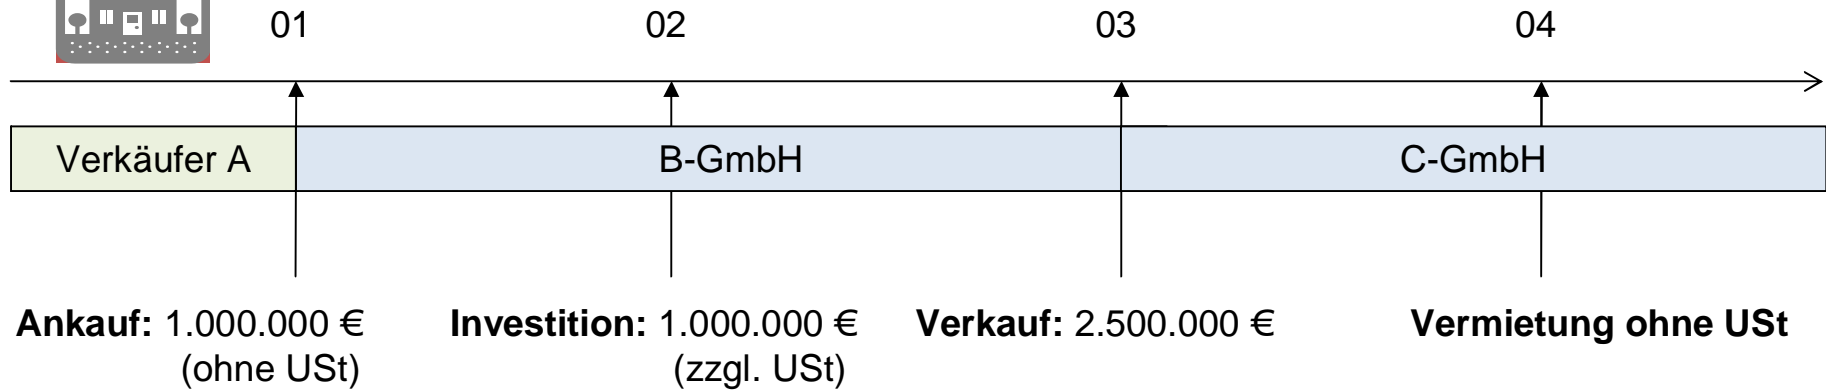 01 02 03 04
Verkäufer A B-GmbH C-GmbH
Ankauf: 1.000.000 € Investition: 1.000.000 € Verkauf: 2.500.000 € Vermietung ohne USt
(ohne USt) (zzgl. USt)